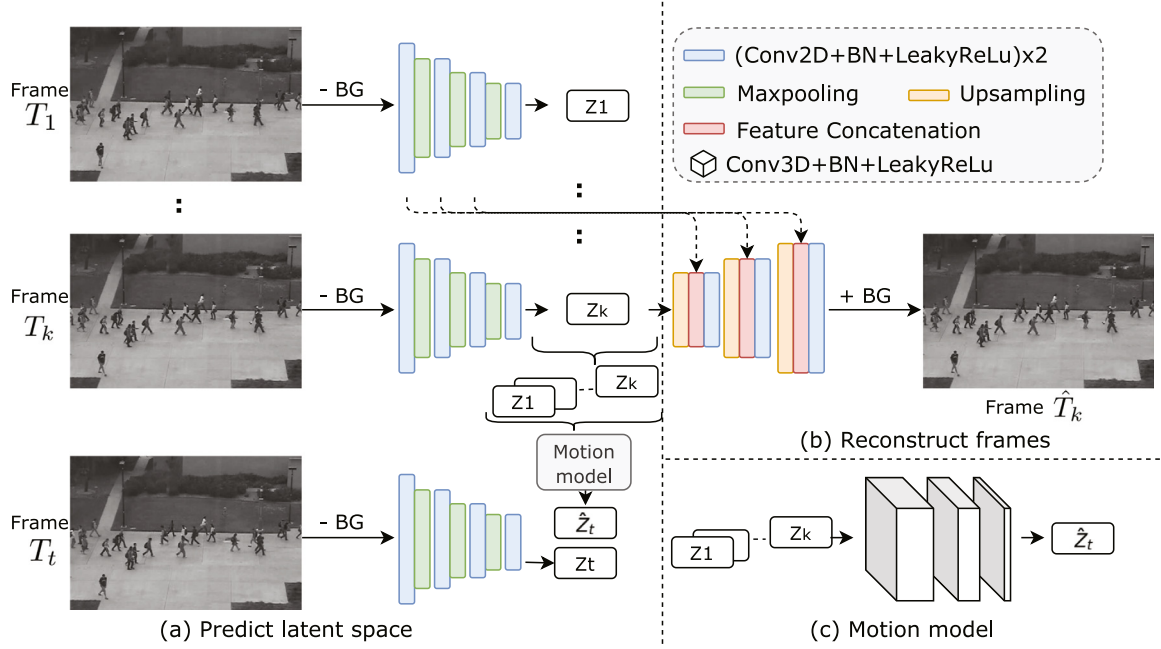 Frame
T1
- BG
Z1
:
:
:
Frame
Tk
- BG
Zk
Z1
Zk
Motion
model
Ẑt
Frame
Tt
- BG
Zt
(a) Predict latent space
(Conv2D+BN+LeakyReLu)x2
Maxpooling
Upsampling
Feature Concatenation
Conv3D+BN+LeakyReLu
+ BG
Frame T̂k
(b) Reconstruct frames
Z1
Zk
Ẑt
(c) Motion model